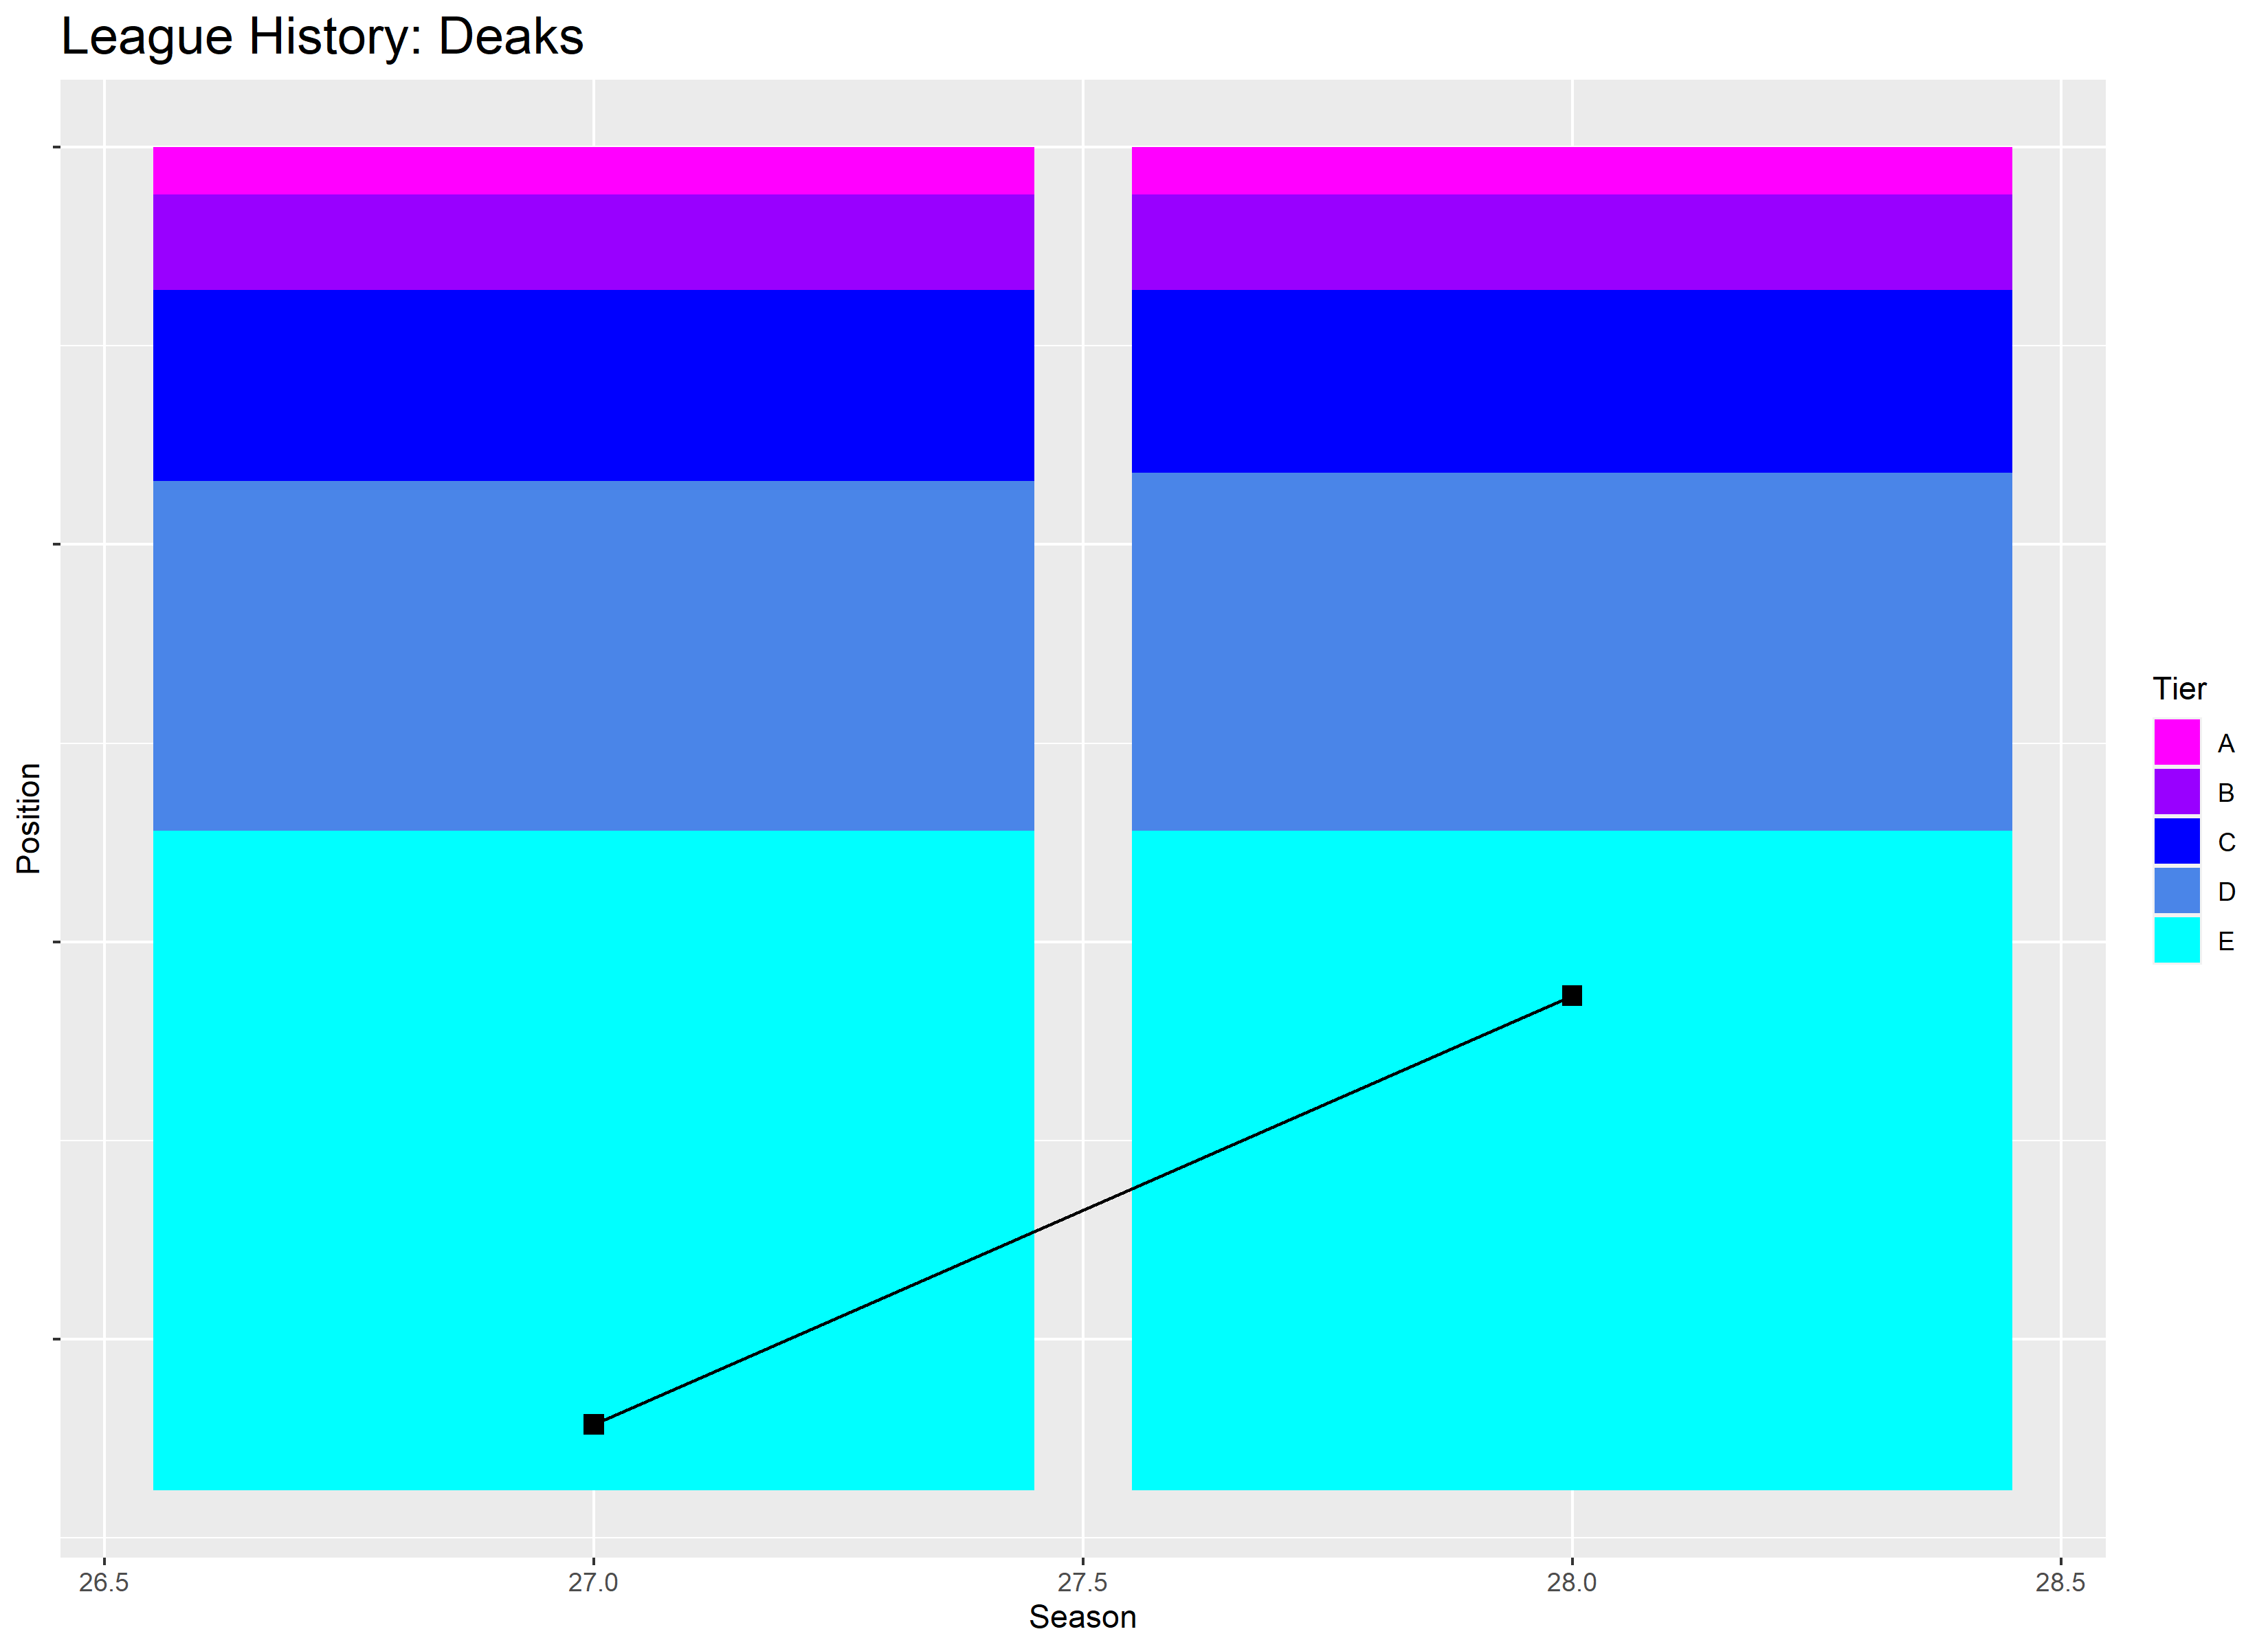 League History: Deaks
Position
Tier
A
B
C
D
E
26.5
27.0
27.5
28.0
28.5
Season